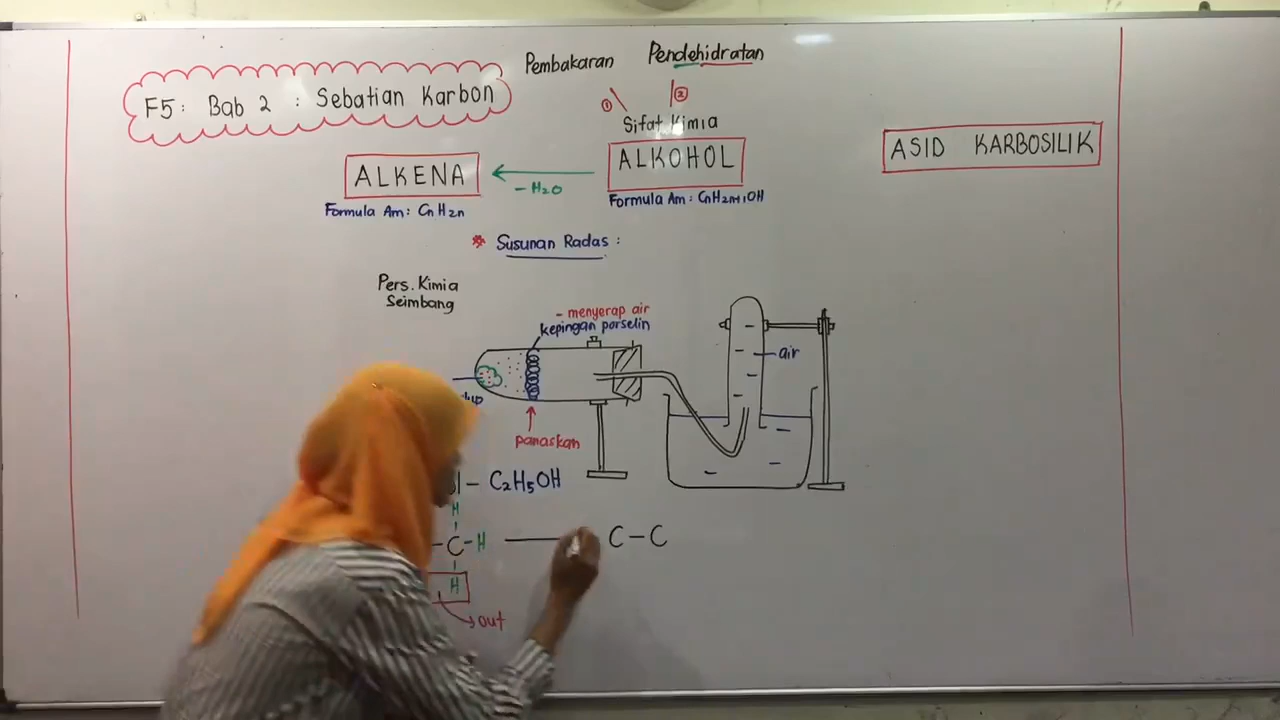 Pembakaran
Pendehidratan
F5: Bab 2 : Sebatian Karbon
① ②
Sifat Kimia
ALKENA
- H2O
ALKOHOL
ASID KARBOSILIK
Formula Am: CnH2n
Formula Am: CnH2n+1OH
* Susunan Radas :
Pers. Kimia
Seimbang
- menyerap air
kepingan porselin
air
panaskan
- C2H5OH
H
-C-H
C-C
H
out